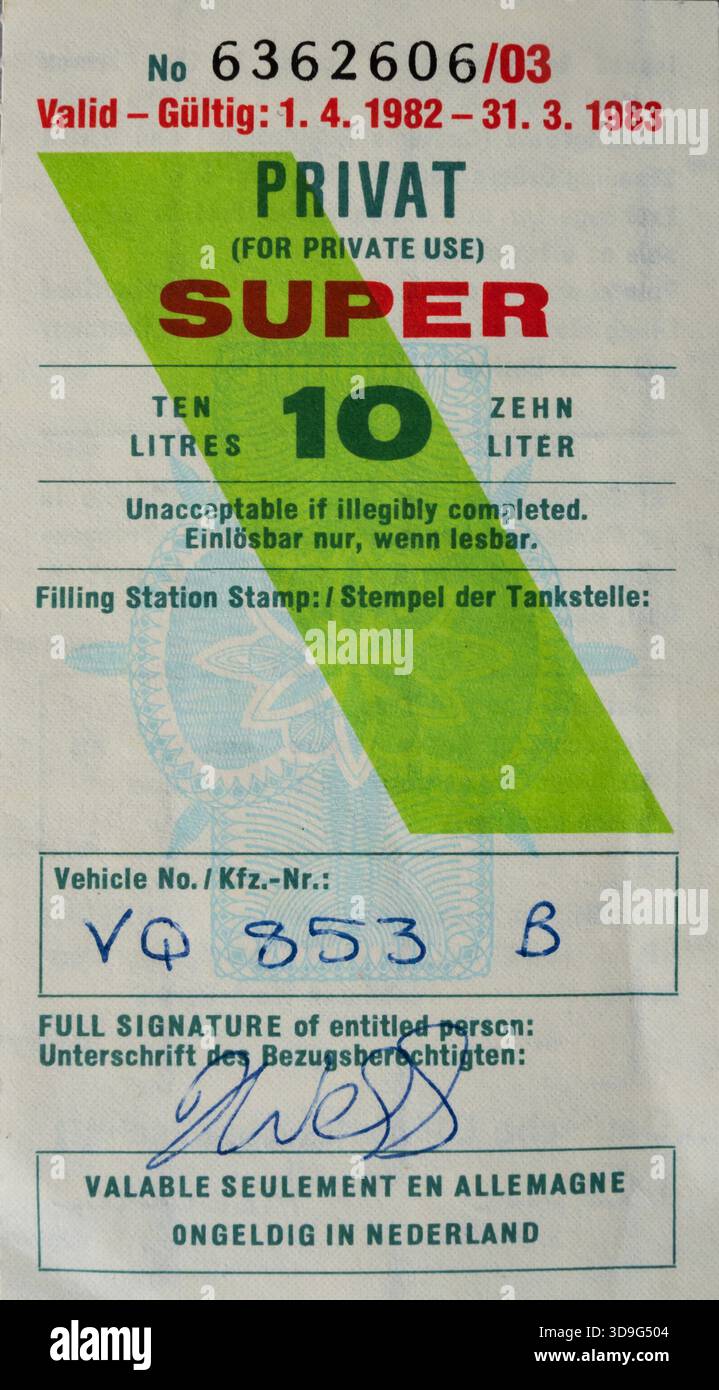 No 6362606/03
Valid – Gültig: 1. 4. 1982 – 31. 3. 1983
PRIVAT
(FOR PRIVATE USE)
SUPER
TEN LITRES 10 ZEHN LITER
Unacceptable if illegibly completed.
Einlösbar nur, wenn lesbar.
Filling Station Stamp:/Stempel der Tankstelle:
Vehicle No./Kfz.-Nr.:
VQ 853 B
FULL SIGNATURE of entitled person:
Unterschrift des Bezugsberechtigten:
VALABLE SEULEMENT EN ALLEMAGNE
ONGELDIG IN NEDERLAND
alamy
Image ID: 3D9G504
www.alamy.com